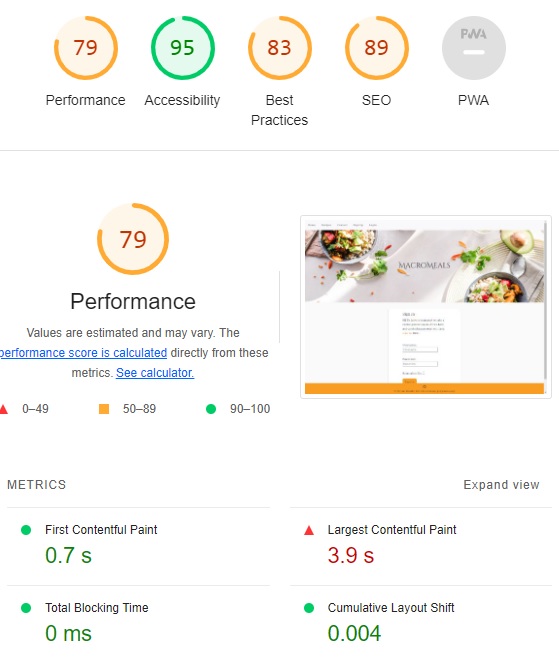 79
95
83
89
PWA
Performance
Accessibility
Best
Practices
SEO
PWA
79
Performance
Values are estimated and may vary. The
performance score is calculated directly from these
metrics. See calculator.
0–49
50–89
90–100
MACROMEALS
METRICS
Expand view
First Contentful Paint
0.7 s
Largest Contentful Paint
3.9 s
Total Blocking Time
0 ms
Cumulative Layout Shift
0.004